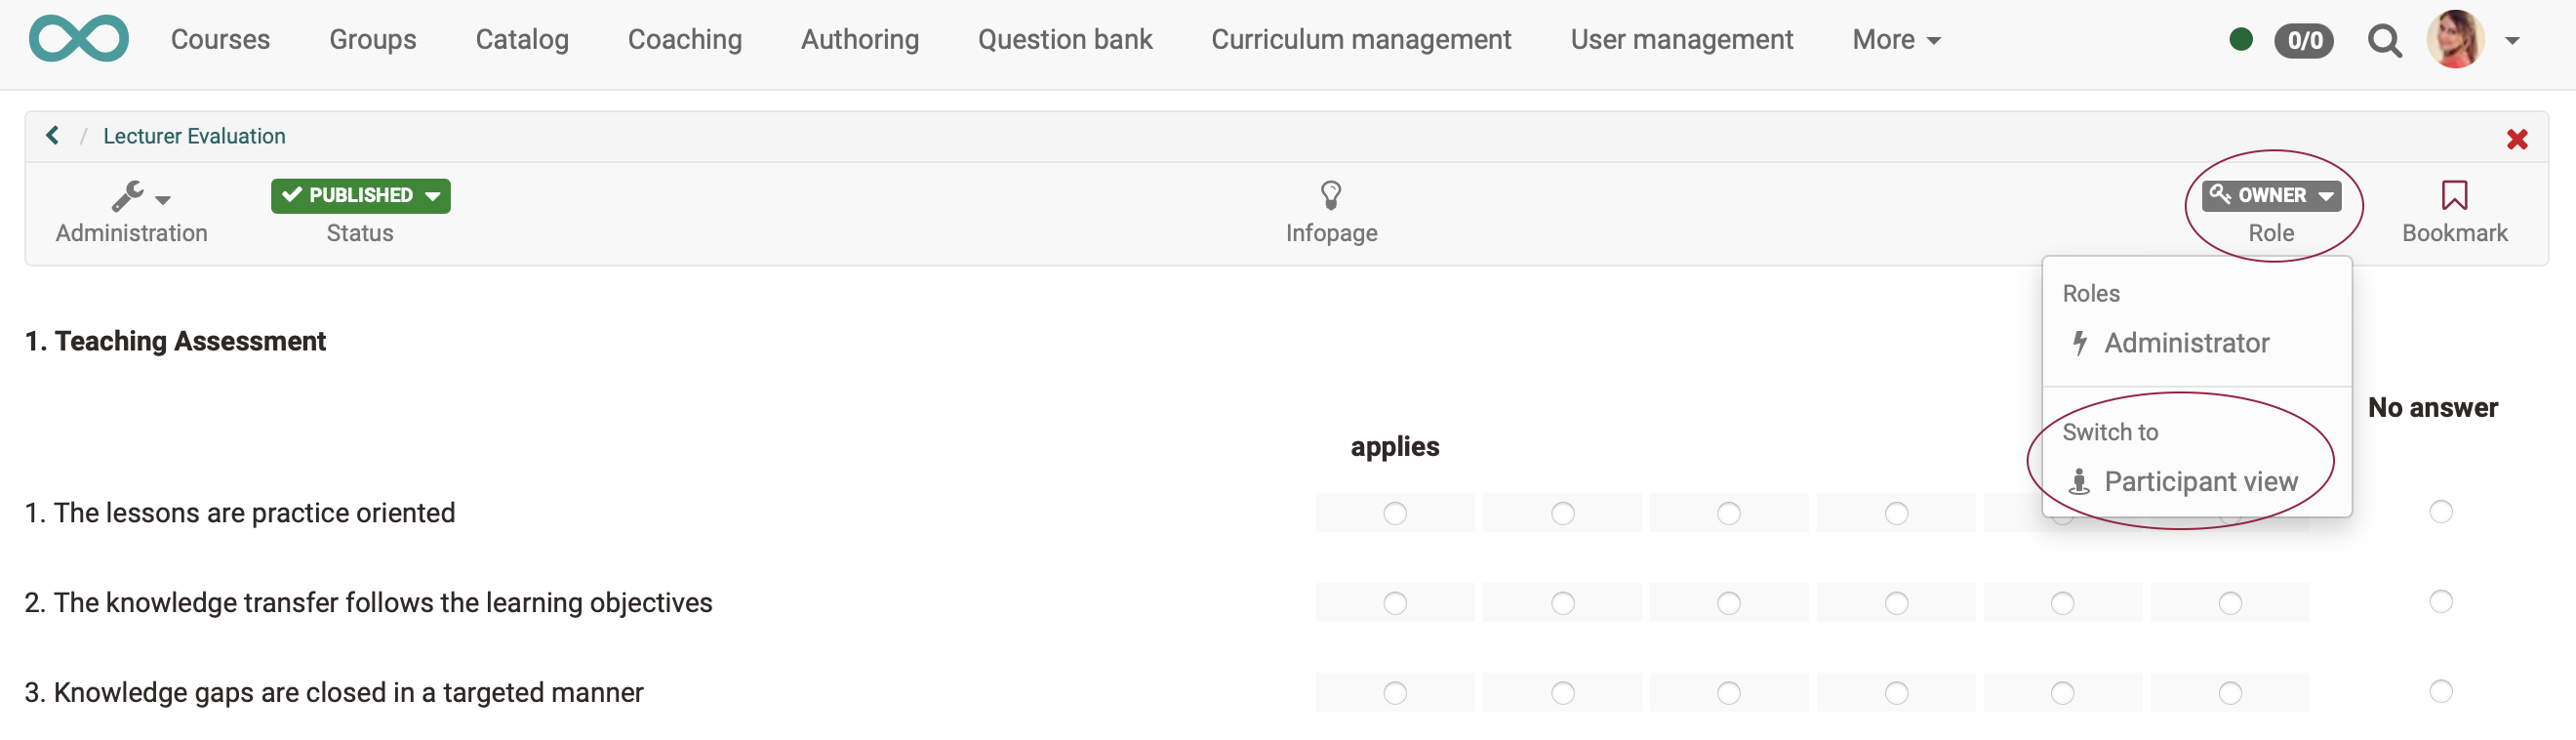 Courses Groups Catalog Coaching Authoring Question bank Curriculum management User management More 0/0
/ Lecturer Evaluation
PUBLISHED OWNER
Administration Status Infopage Role Bookmark
Roles
Administrator
Switch to
Participant view
1. Teaching Assessment
No answer
applies
1. The lessons are practice oriented
2. The knowledge transfer follows the learning objectives
3. Knowledge gaps are closed in a targeted manner